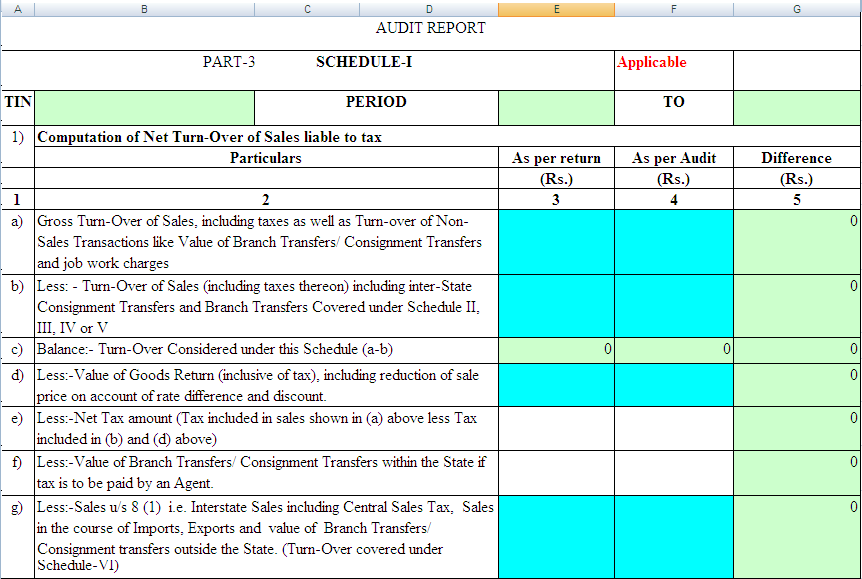 A B C D E F G
AUDIT REPORT
PART-3 SCHEDULE-I Applicable
TIN PERIOD TO
1) Computation of Net Turn-Over of Sales liable to tax
Particulars As per return As per Audit Difference
(Rs.) (Rs.) (Rs.)
1 2 3 4 5
a) Gross Turn-Over of Sales, including taxes as well as Turn-over of Non- 0
Sales Transactions like Value of Branch Transfers/ Consignment Transfers
and job work charges
b) Less: - Turn-Over of Sales (including taxes thereon) including inter-State 0
Consignment Transfers and Branch Transfers Covered under Schedule II,
III, IV or V
c) Balance:- Turn-Over Considered under this Schedule (a-b) 0 0 0
d) Less:-Value of Goods Return (inclusive of tax), including reduction of sale 0
price on account of rate difference and discount.
e) Less:-Net Tax amount (Tax included in sales shown in (a) above less Tax 0
included in (b) and (d) above)
f) Less:-Value of Branch Transfers/ Consignment Transfers within the State if 0
tax is to be paid by an Agent.
g) Less:-Sales u/s 8 (1) i.e. Interstate Sales including Central Sales Tax, Sales 0
in the course of Imports, Exports and value of Branch Transfers/
Consignment transfers outside the State. (Turn-Over covered under
Schedule-VI)